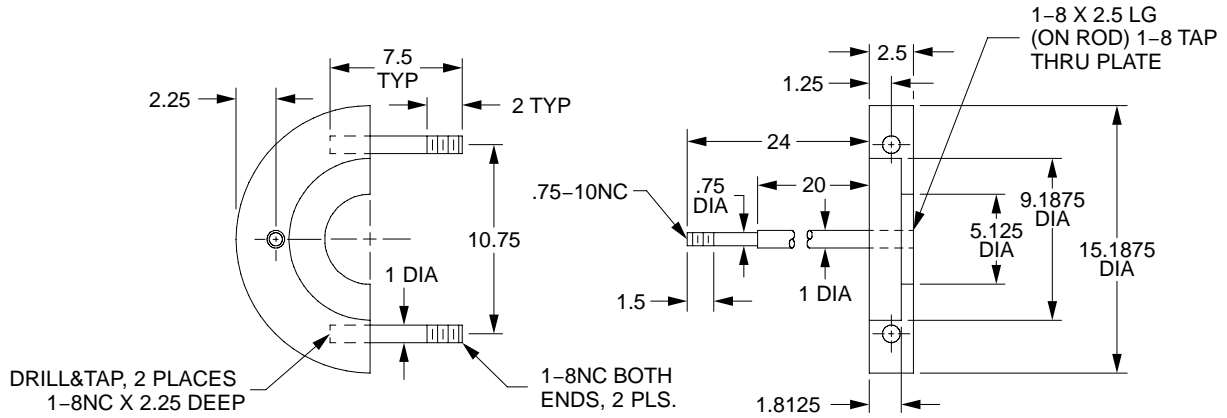 7.5
TYP
2.25
2 TYP
10.75
1 DIA
DRILL&TAP, 2 PLACES
1−8NC X 2.25 DEEP
1−8NC BOTH
ENDS, 2 PLS.
1−8 X 2.5 LG
(ON ROD) 1−8 TAP
THRU PLATE
2.5
1.25
24
20
.75−10NC
.75
DIA
1.5
1 DIA
5.125
DIA
9.1875
DIA
15.1875
DIA
1.8125